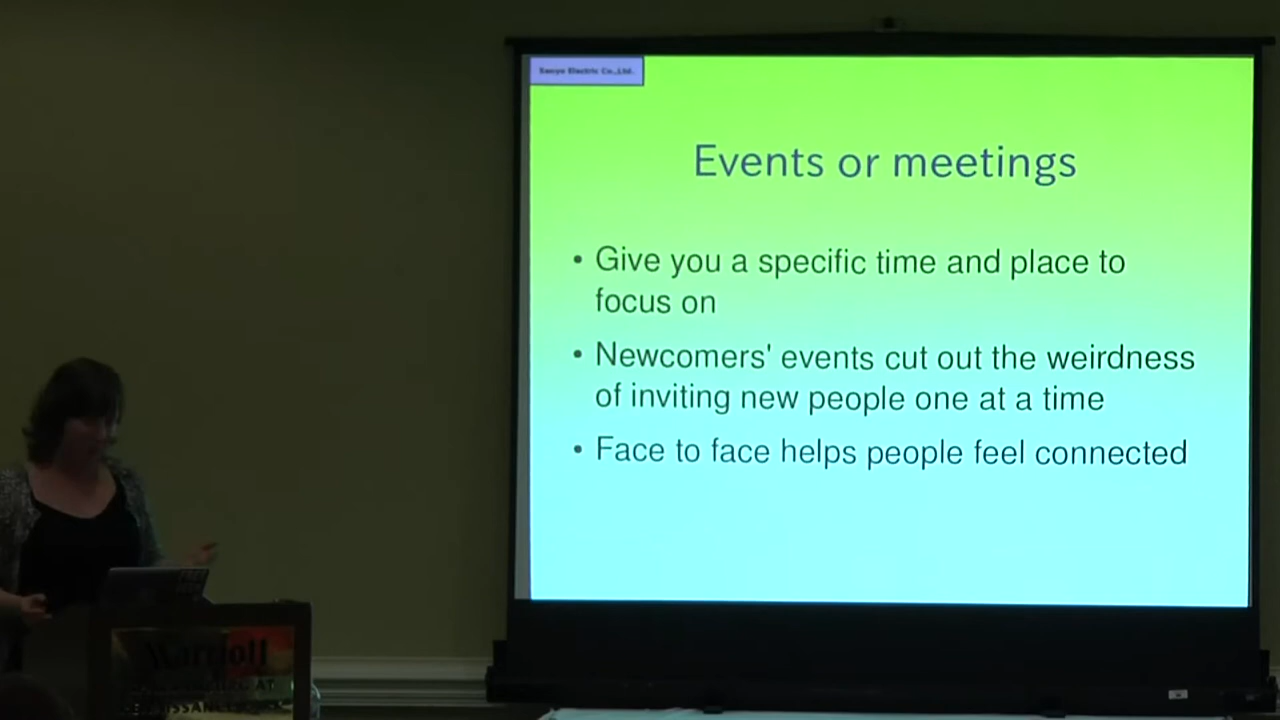 Sanyo Electric Co.,Ltd.
Events or meetings
• Give you a specific time and place to
focus on
• Newcomers' events cut out the weirdness
of inviting new people one at a time
• Face to face helps people feel connected
Marriott
AT